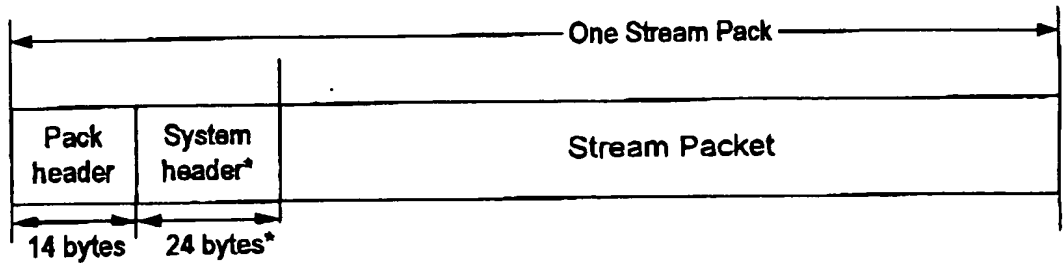 One Stream Pack
Pack
header
System
header*
Stream Packet
14 bytes
24 bytes*